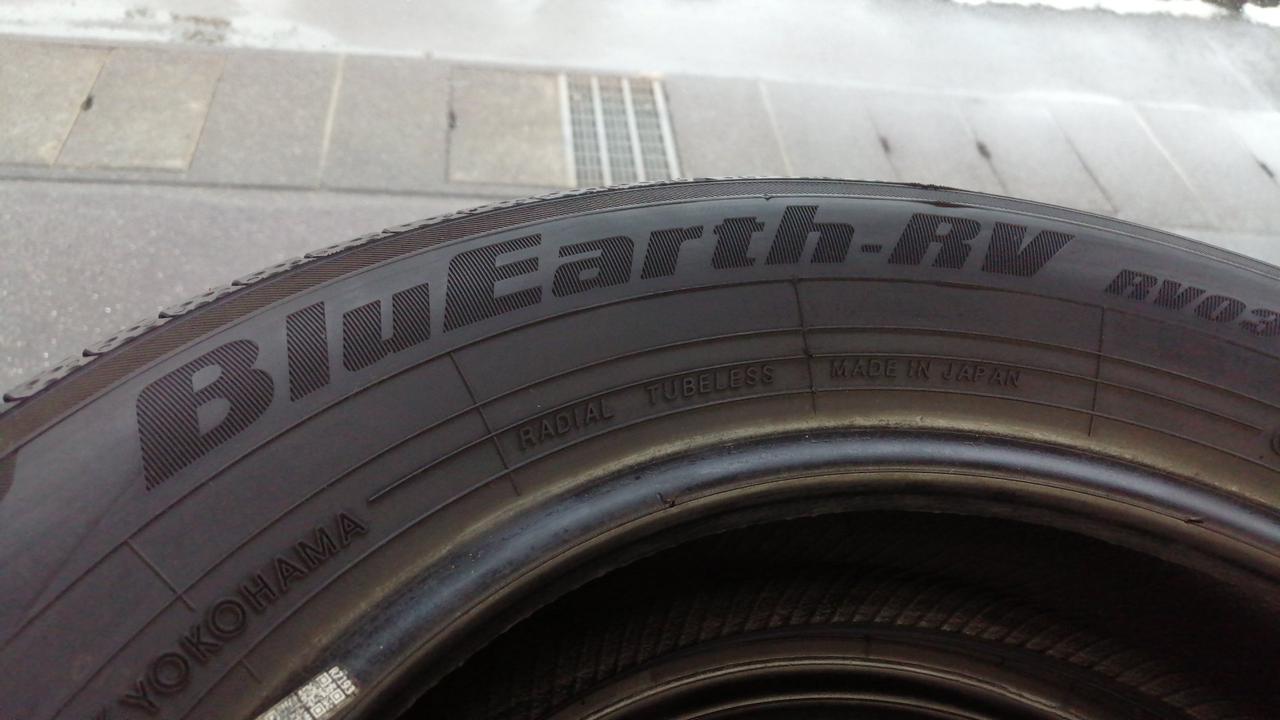 BluEarth-RV RV03
RADIAL TUBELESS
MADE IN JAPAN
YOKOHAMA